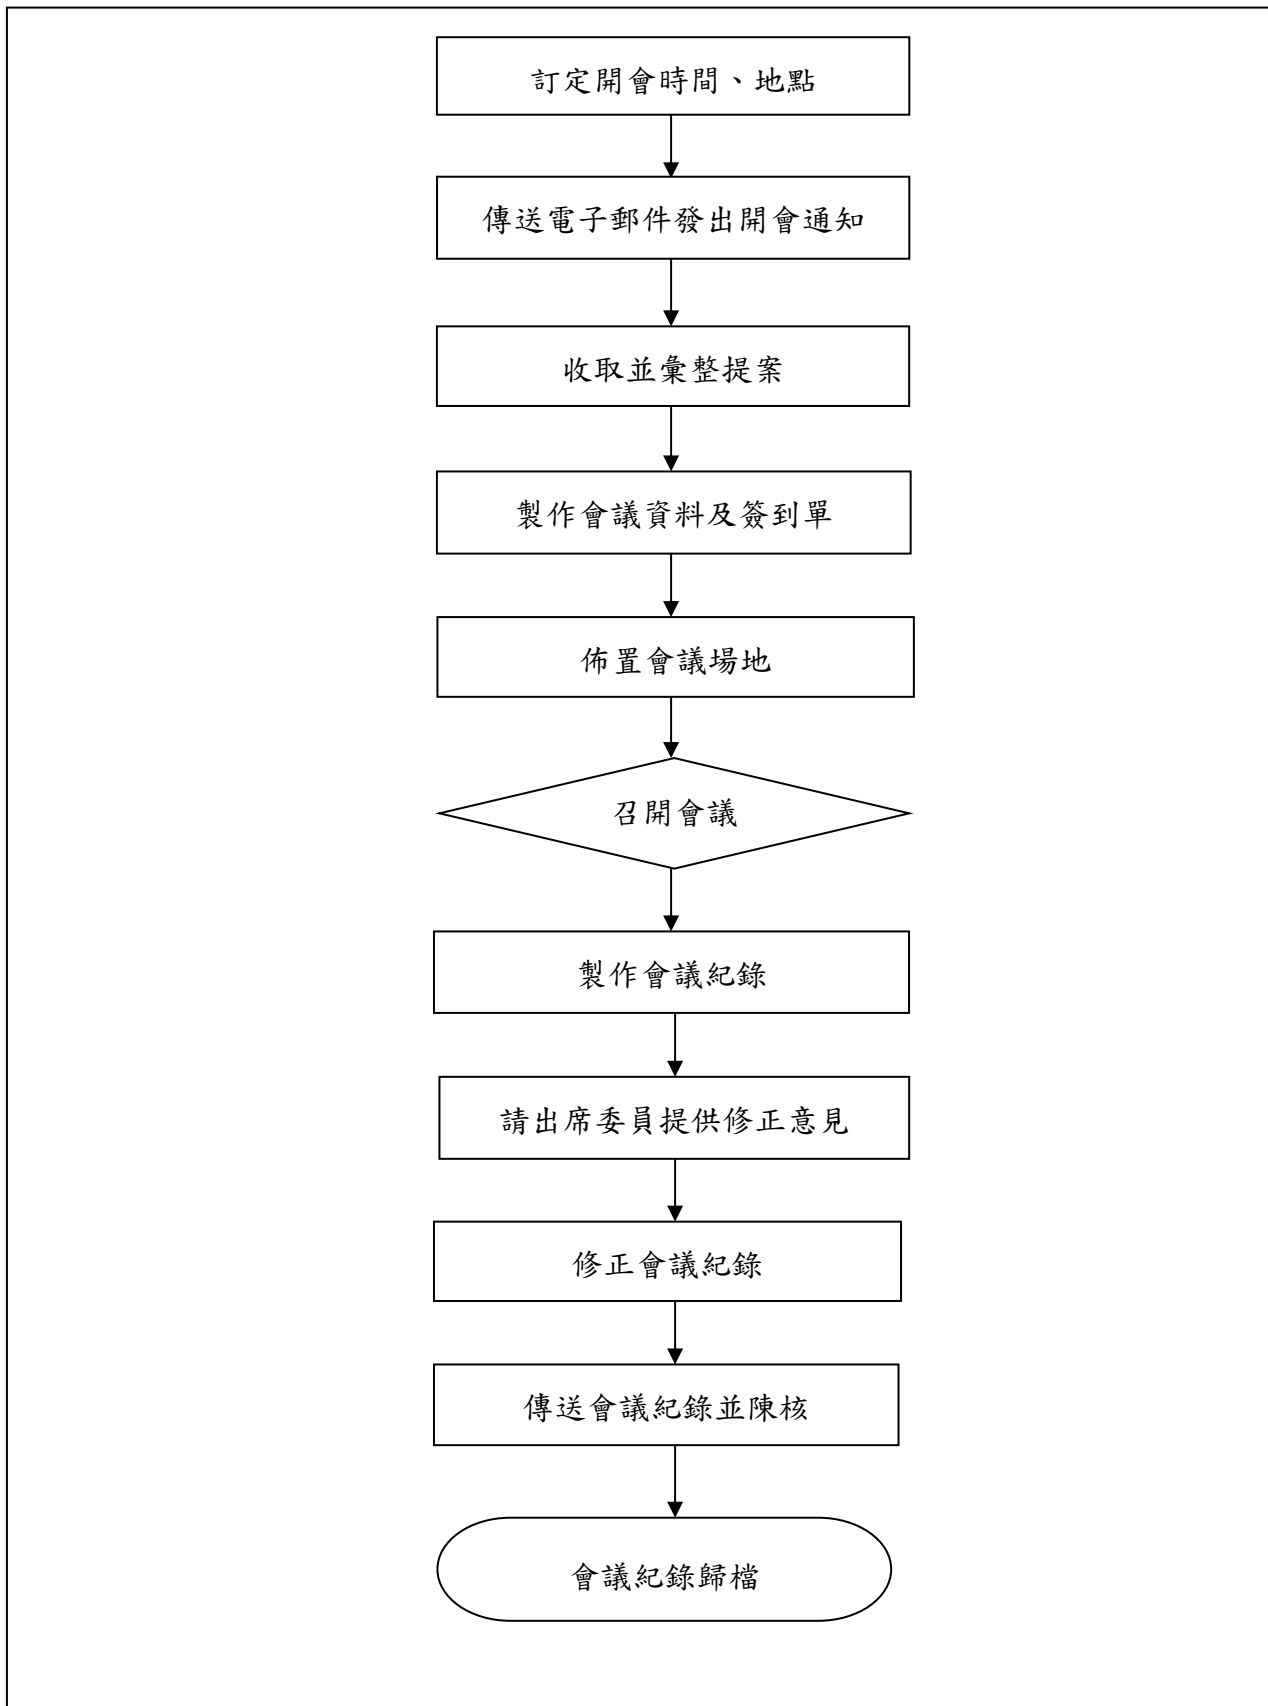 訂定開會時間、地點
傳送電子郵件發出開會通知
收取並彙整提案
製作會議資料及簽到單
佈置會議場地
召開會議
製作會議紀錄
請出席委員提供修正意見
修正會議紀錄
傳送會議紀錄並陳核
會議紀錄歸檔